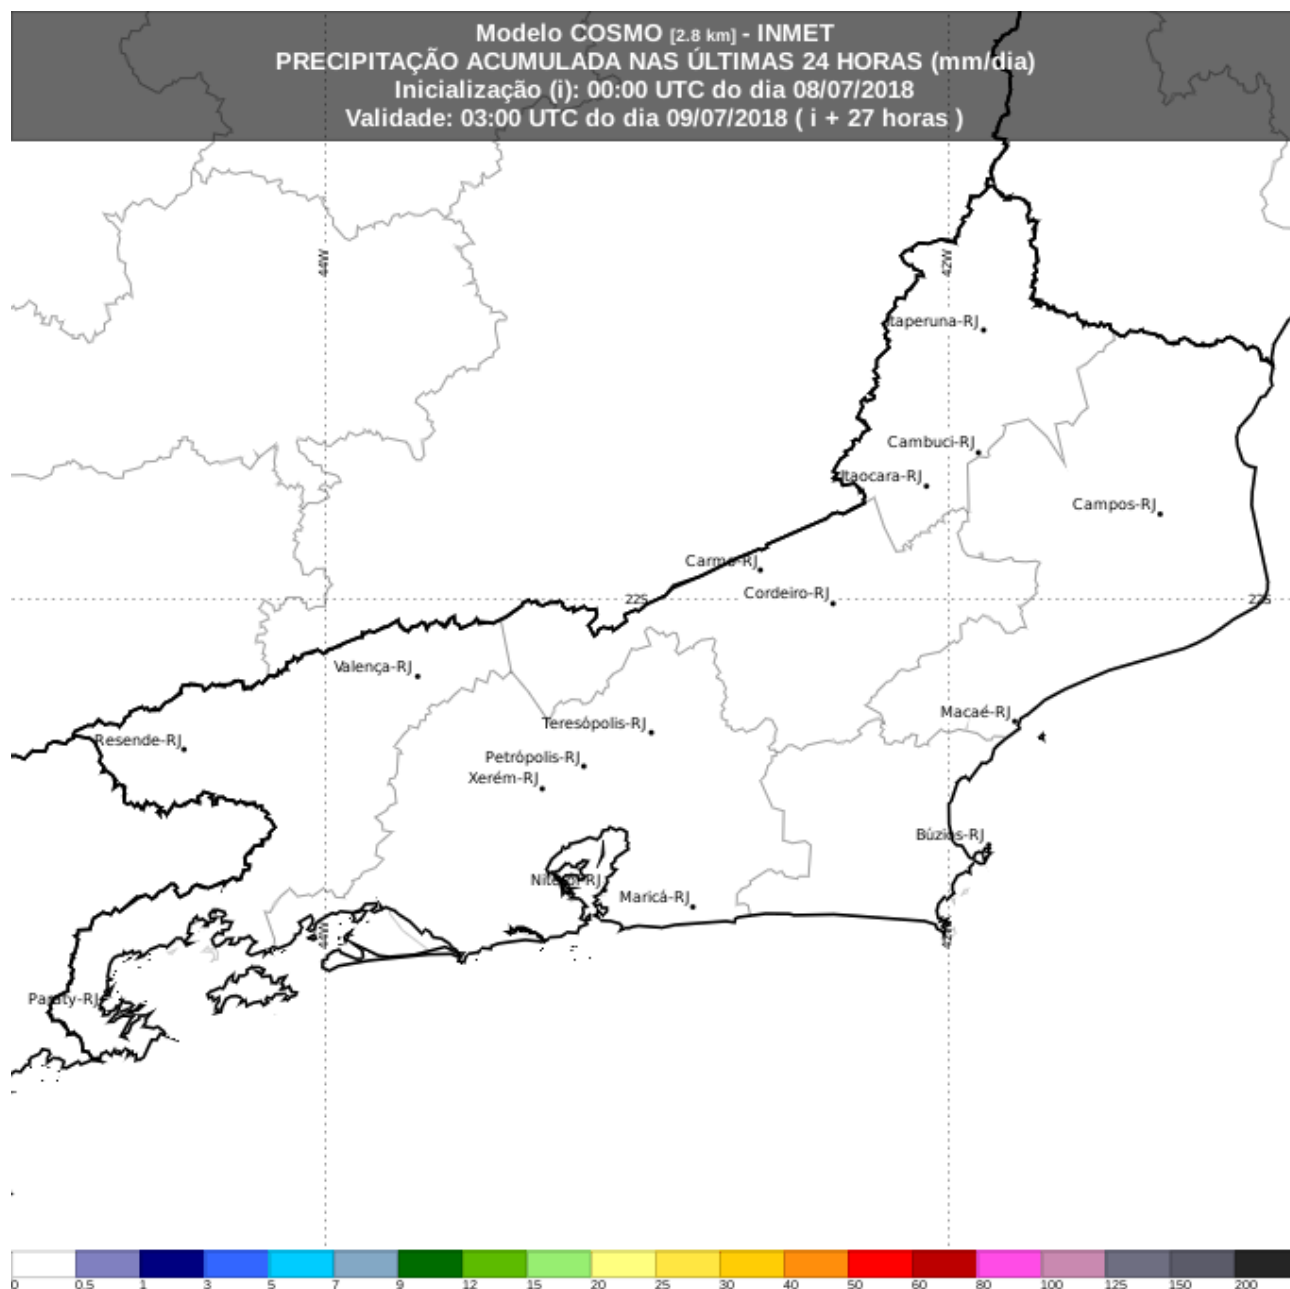 Modelo COSMO [2.8 km] - INMET
PRECIPITAÇÃO ACUMULADA NAS ÚLTIMAS 24 HORAS (mm/dia)
Inicialização (i): 00:00 UTC do dia 08/07/2018
Validade: 03:00 UTC do dia 09/07/2018 ( i + 27 horas )
44W
42W
Itaperuna-RJ
Cambuci-RJ
Itaocara-RJ
Campos-RJ
Carmo-RJ
Cordeiro-RJ
22S
22S
Valença-RJ
Macaé-RJ
Teresópolis-RJ
Resende-RJ
Petrópolis-RJ
Xerém-RJ
Búzios-RJ
Niterói-RJ
Maricá-RJ
44W
42W
Paraty-RJ
0 0.5 1 3 5 7 9 12 15 20 25 30 40 50 60 80 100 125 150 200